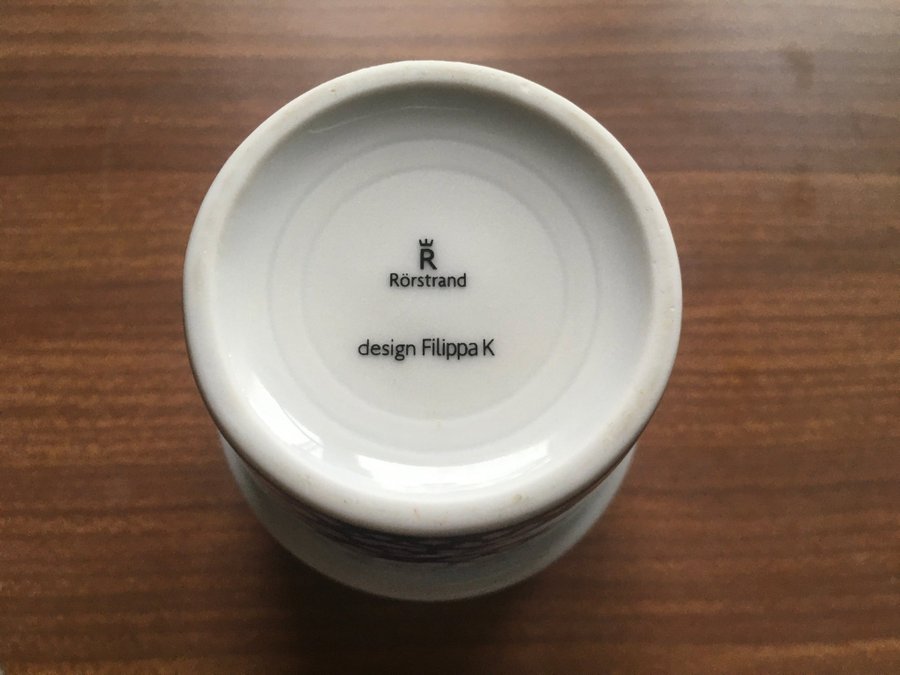 R
Rörstrand
design Filippa K